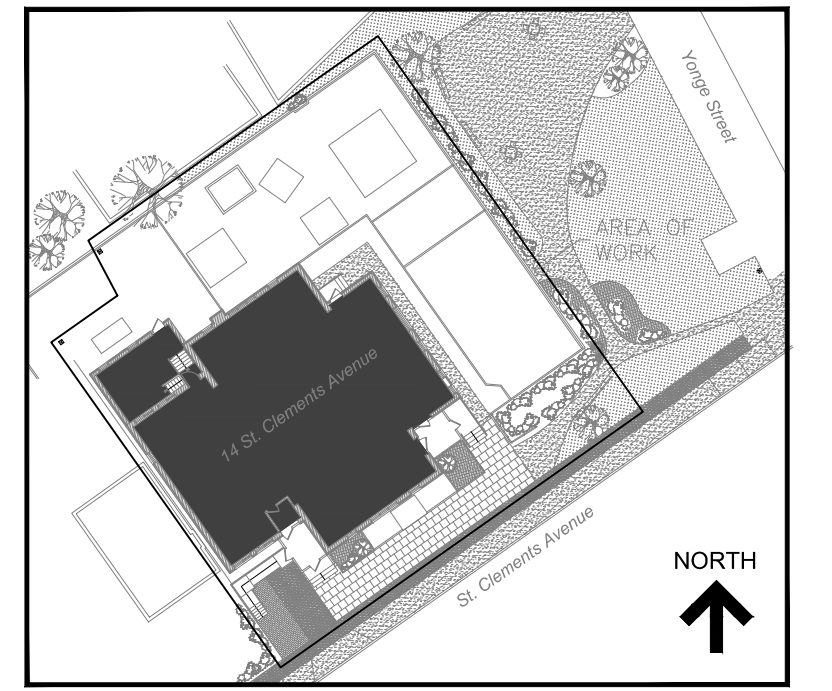 Yonge Street
AREA OF
WORK
14 St. Clements Avenue
St. Clements Avenue
NORTH